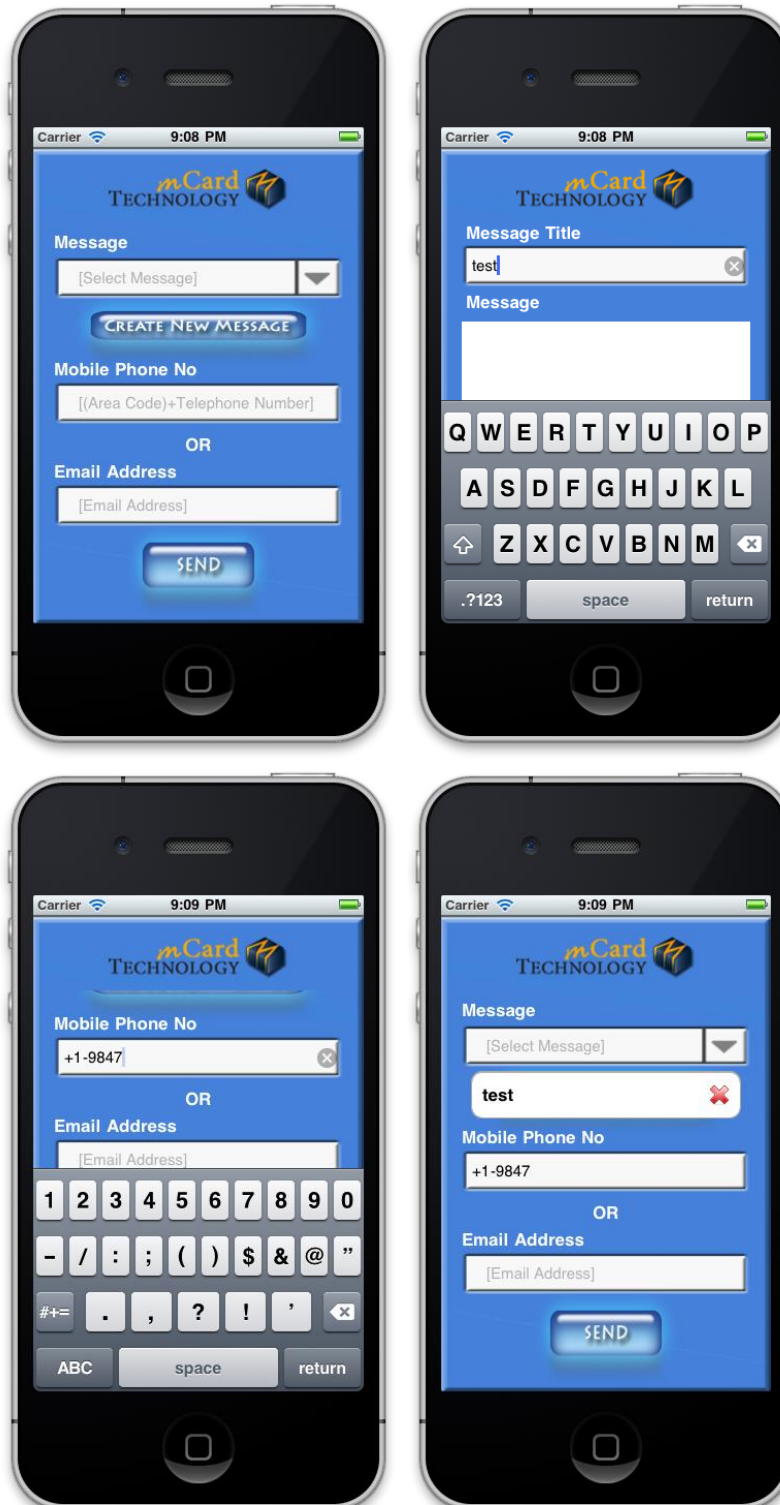 Carrier 9:08 PM
mCard
TECHNOLOGY
Message
[Select Message]
CREATE NEW MESSAGE
Mobile Phone No
[(Area Code)+Telephone Number]
OR
Email Address
[Email Address]
SEND
Carrier 9:08 PM
mCard
TECHNOLOGY
Message Title
test
Message
Q W E R T Y U I O P
A S D F G H J K L
Z X C V B N M
.?123 space return
Carrier 9:09 PM
mCard
TECHNOLOGY
Mobile Phone No
+1-9847
OR
Email Address
[Email Address]
1 2 3 4 5 6 7 8 9 0
- / : ; ( ) $ & @ "
#+= . , ? ! '
ABC space return
Carrier 9:09 PM
mCard
TECHNOLOGY
Message
[Select Message]
test
Mobile Phone No
+1-9847
OR
Email Address
[Email Address]
SEND